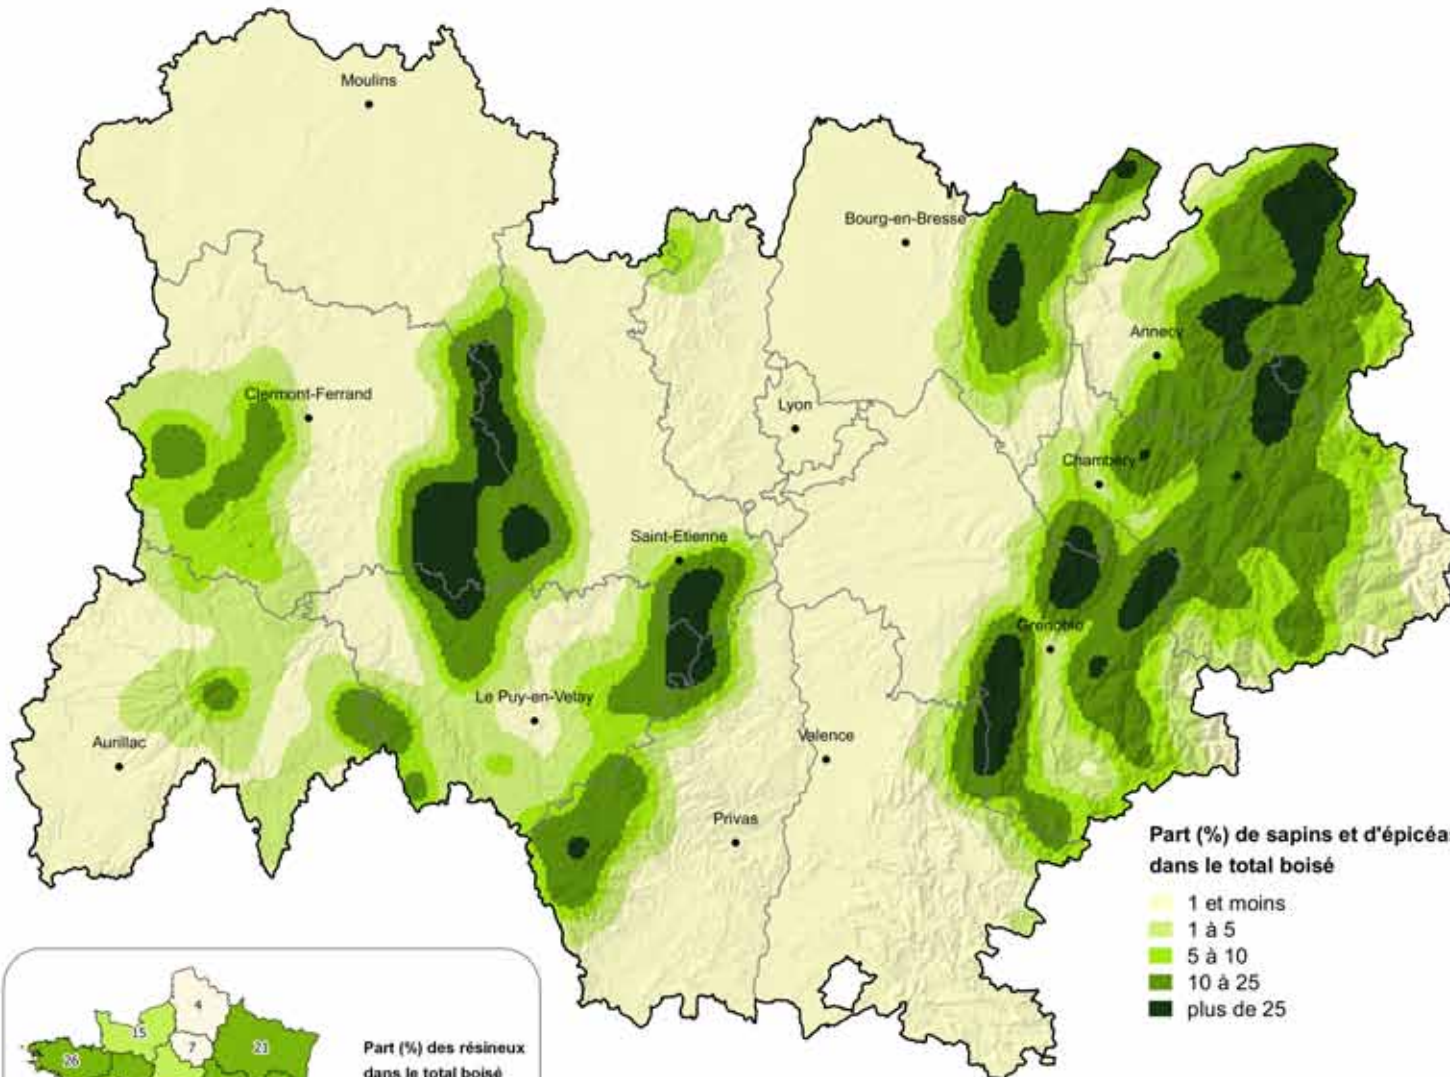 Moulins
Bourg-en-Bresse
Annecy
Clermont-Ferrand
Lyon
Chambéry
Saint-Etienne
Grenoble
Le Puy-en-Velay
Aurillac
Valence
Privas
Part (%) de sapins et d'épicéa
dans le total boisé
1 et moins
1 à 5
5 à 10
10 à 25
plus de 25
4
15
7
21
26
Part (%) des résineux
dans le total boisé